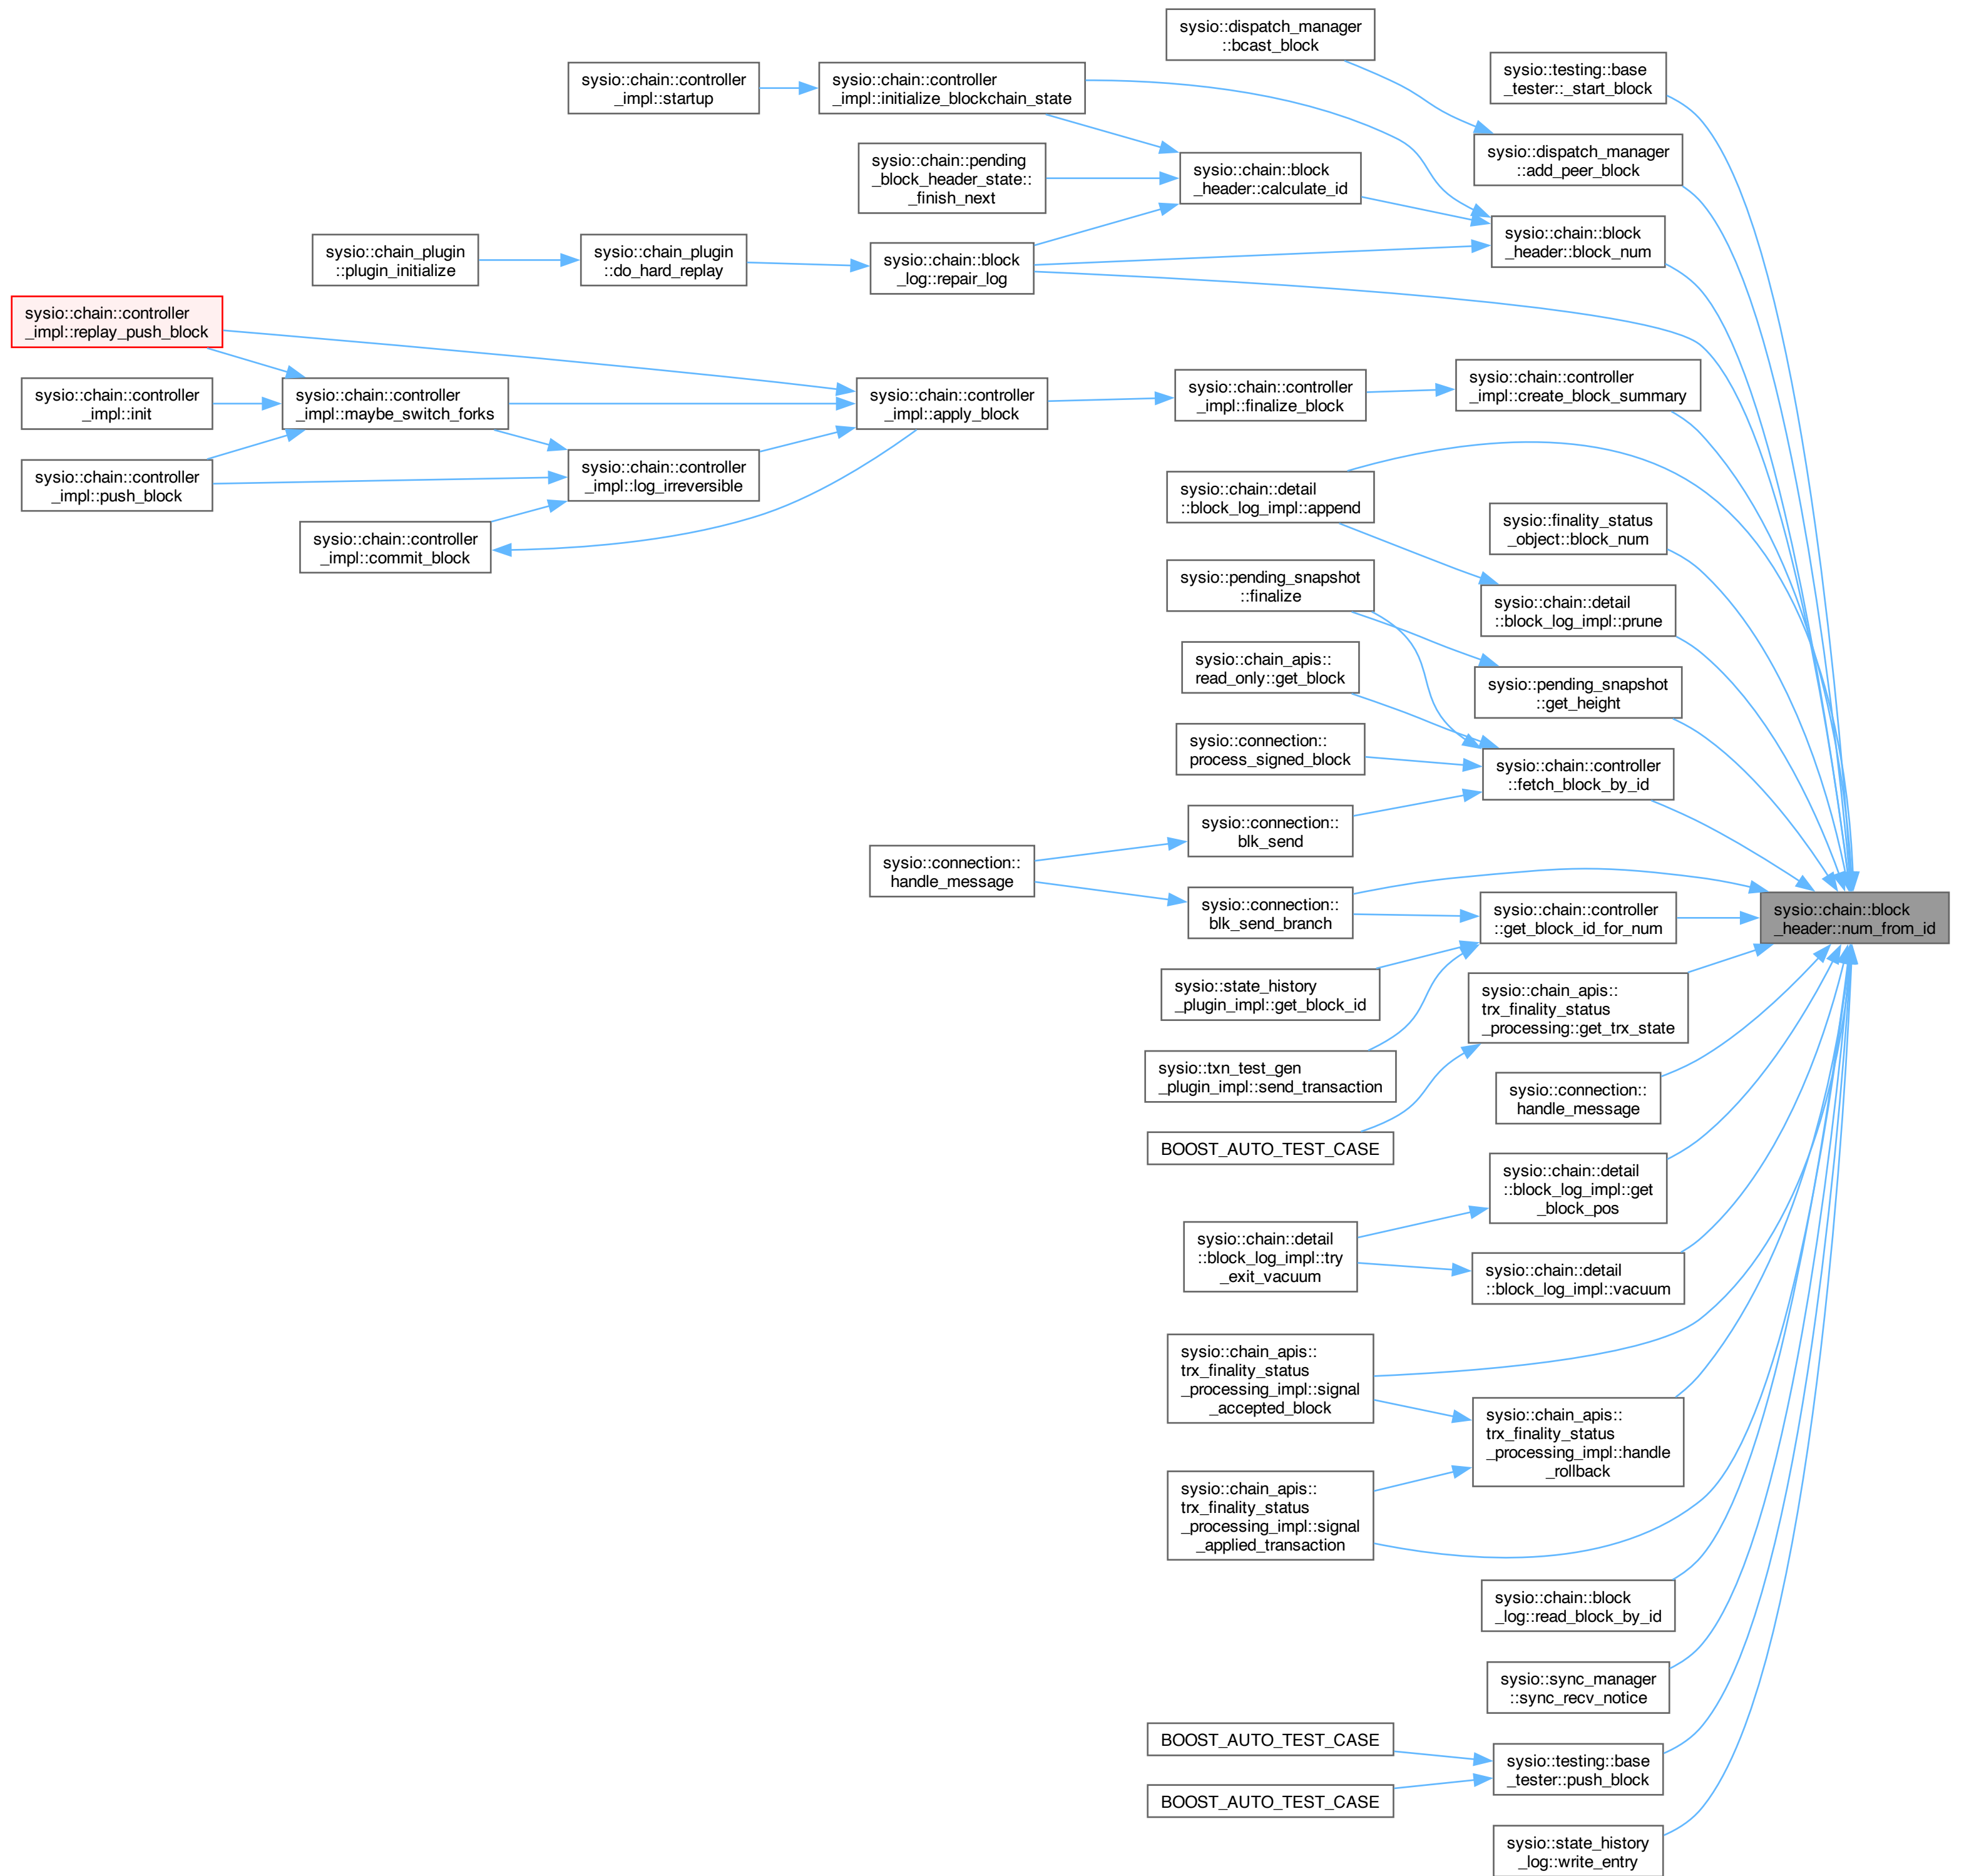 sysio::dispatch_manager
::bcast_block
sysio::testing::base
_tester::_start_block
sysio::chain::controller
_impl::startup
sysio::chain::controller
_impl::initialize_blockchain_state
sysio::dispatch_manager
::add_peer_block
sysio::chain::pending
_block_header_state::
_finish_next
sysio::chain::block
_header::calculate_id
sysio::chain::block
_header::block_num
sysio::chain_plugin
::plugin_initialize
sysio::chain_plugin
::do_hard_replay
sysio::chain::block
_log::repair_log
sysio::chain::controller
_impl::replay_push_block
sysio::chain::controller
_impl::init
sysio::chain::controller
_impl::maybe_switch_forks
sysio::chain::controller
_impl::apply_block
sysio::chain::controller
_impl::finalize_block
sysio::chain::controller
_impl::create_block_summary
sysio::chain::controller
_impl::push_block
sysio::chain::controller
_impl::log_irreversible
sysio::chain::controller
_impl::commit_block
sysio::chain::detail
::block_log_impl::append
sysio::finality_status
_object::block_num
sysio::pending_snapshot
::finalize
sysio::chain::detail
::block_log_impl::prune
sysio::chain_apis::
read_only::get_block
sysio::pending_snapshot
::get_height
sysio::connection::
process_signed_block
sysio::chain::controller
::fetch_block_by_id
sysio::connection::
blk_send
sysio::connection::
handle_message
sysio::connection::
blk_send_branch
sysio::chain::controller
::get_block_id_for_num
sysio::chain::block
_header::num_from_id
sysio::state_history
_plugin_impl::get_block_id
sysio::chain_apis::
trx_finality_status
_processing::get_trx_state
sysio::txn_test_gen
_plugin_impl::send_transaction
sysio::connection::
handle_message
BOOST_AUTO_TEST_CASE
sysio::chain::detail
::block_log_impl::get
_block_pos
sysio::chain::detail
::block_log_impl::try
_exit_vacuum
sysio::chain::detail
::block_log_impl::vacuum
sysio::chain_apis::
trx_finality_status
_processing_impl::signal
_accepted_block
sysio::chain_apis::
trx_finality_status
_processing_impl::handle
_rollback
sysio::chain_apis::
trx_finality_status
_processing_impl::signal
_applied_transaction
sysio::chain::block
_log::read_block_by_id
sysio::sync_manager
::sync_recv_notice
BOOST_AUTO_TEST_CASE
sysio::testing::base
_tester::push_block
BOOST_AUTO_TEST_CASE
sysio::state_history
_log::write_entry